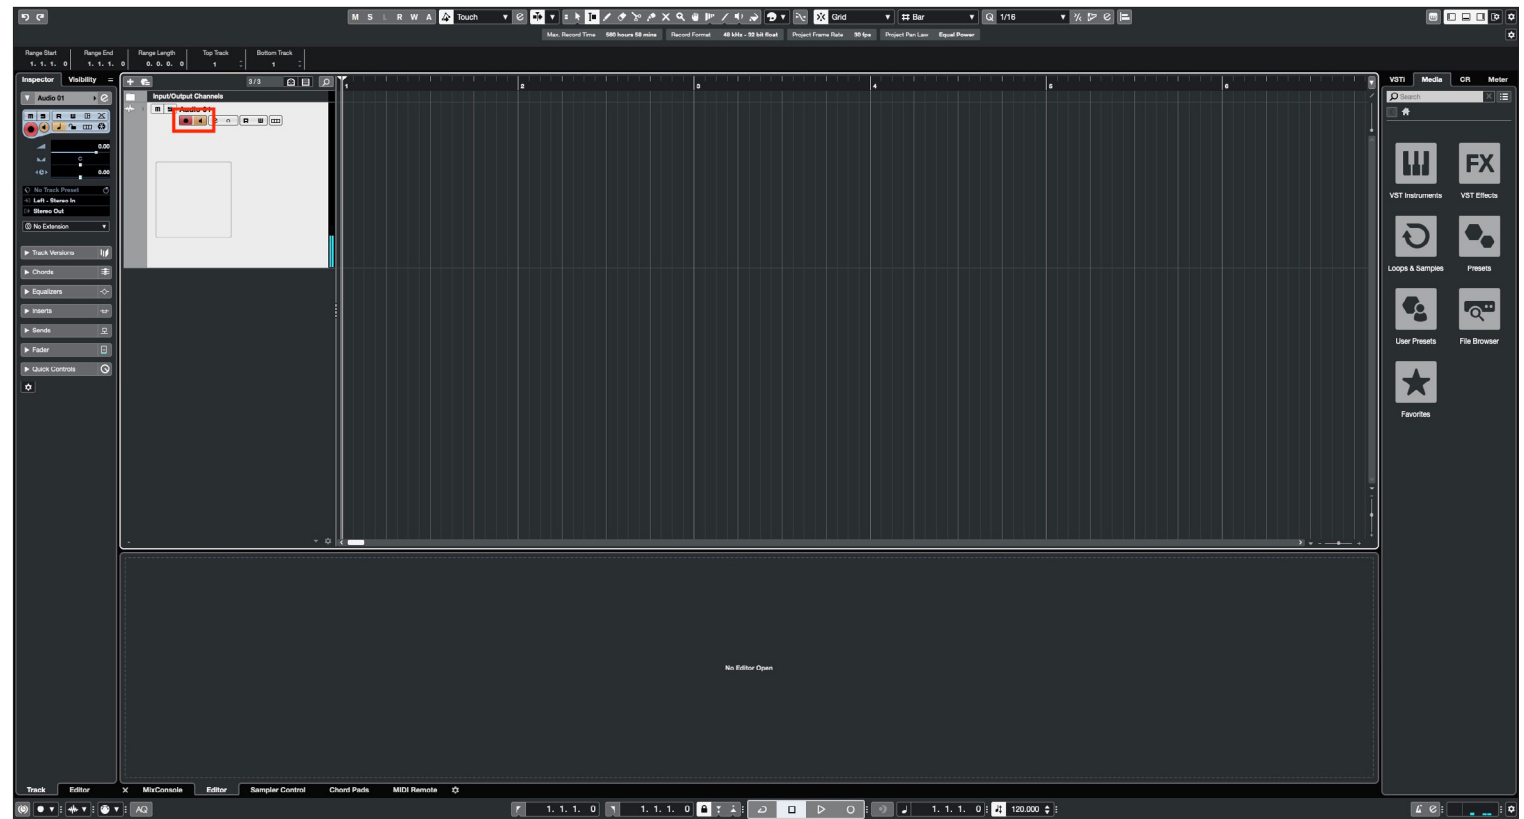 M S L R W A Touch Grid Bar Q 1/16
Max. Record Time 560 hours 58 mins Record Format 48 kHz - 32 bit float Project Frame Rate 30 fps Project Pan Law Equal Power
Range Start Range End Range Length Top Track Bottom Track
1. 1. 1. 0 1. 1. 1. 0 0. 0. 0. 0 1 1
Inspector Visibility
3/3
1 2 3 4 5 6
VSTi Media CR Meter
Audio 01
Input/Output Channels
Search
m S Audio 01
m S R W
R W
0.00
C
0.00
No Track Preset
Left - Stereo In
Stereo Out
VST Instruments VST Effects
FX
No Extension
Track Versions
Chords
Loops & Samples Presets
Equalizers
Inserts
Sends
User Presets File Browser
Fader
Quick Controls
Favorites
No Editor Open
Track Editor X MixConsole Editor Sampler Control Chord Pads MIDI Remote
AQ 1. 1. 1. 0 1. 1. 1. 0 1. 1. 1. 0 120.000